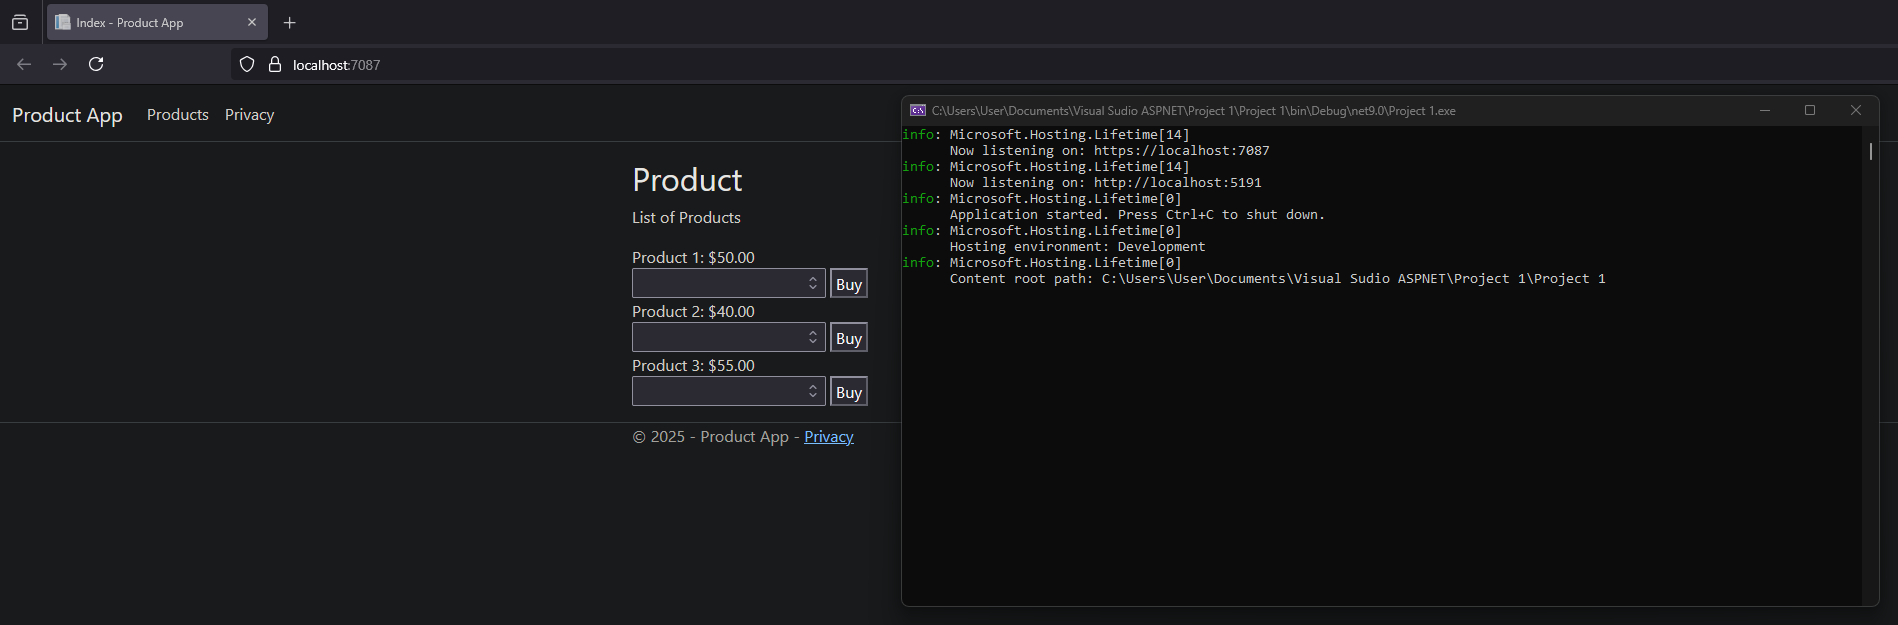 Index - Product App
localhost:7087
Product App Products Privacy
Product
List of Products
Product 1: $50.00
Buy
Product 2: $40.00
Buy
Product 3: $55.00
Buy
© 2025 - Product App - Privacy
C:\Users\User\Documents\Visual Sudio ASPNET\Project 1\Project 1\bin\Debug\net9.0\Project 1.exe
info: Microsoft.Hosting.Lifetime[14]
Now listening on: https://localhost:7087
info: Microsoft.Hosting.Lifetime[14]
Now listening on: http://localhost:5191
info: Microsoft.Hosting.Lifetime[0]
Application started. Press Ctrl+C to shut down.
info: Microsoft.Hosting.Lifetime[0]
Hosting environment: Development
info: Microsoft.Hosting.Lifetime[0]
Content root path: C:\Users\User\Documents\Visual Sudio ASPNET\Project 1\Project 1